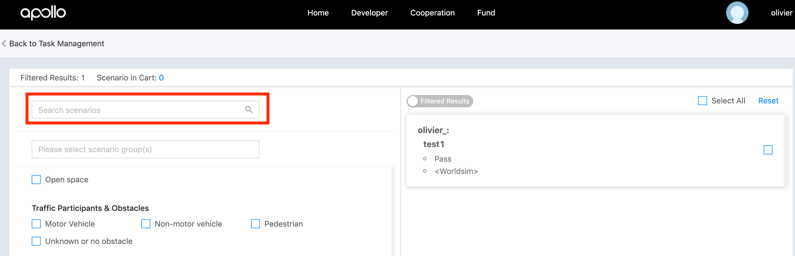 apollo
Home Developer Cooperation Fund olivier
Back to Task Management
Filtered Results: 1 Scenario in Cart: 0
Search scenarios
Please select scenario group(s)
Open space
Traffic Participants & Obstacles
Motor Vehicle Non-motor vehicle Pedestrian
Unknown or no obstacle
Filtered Results Select All Reset
olivier_:
test1
Pass
<Worldsim>